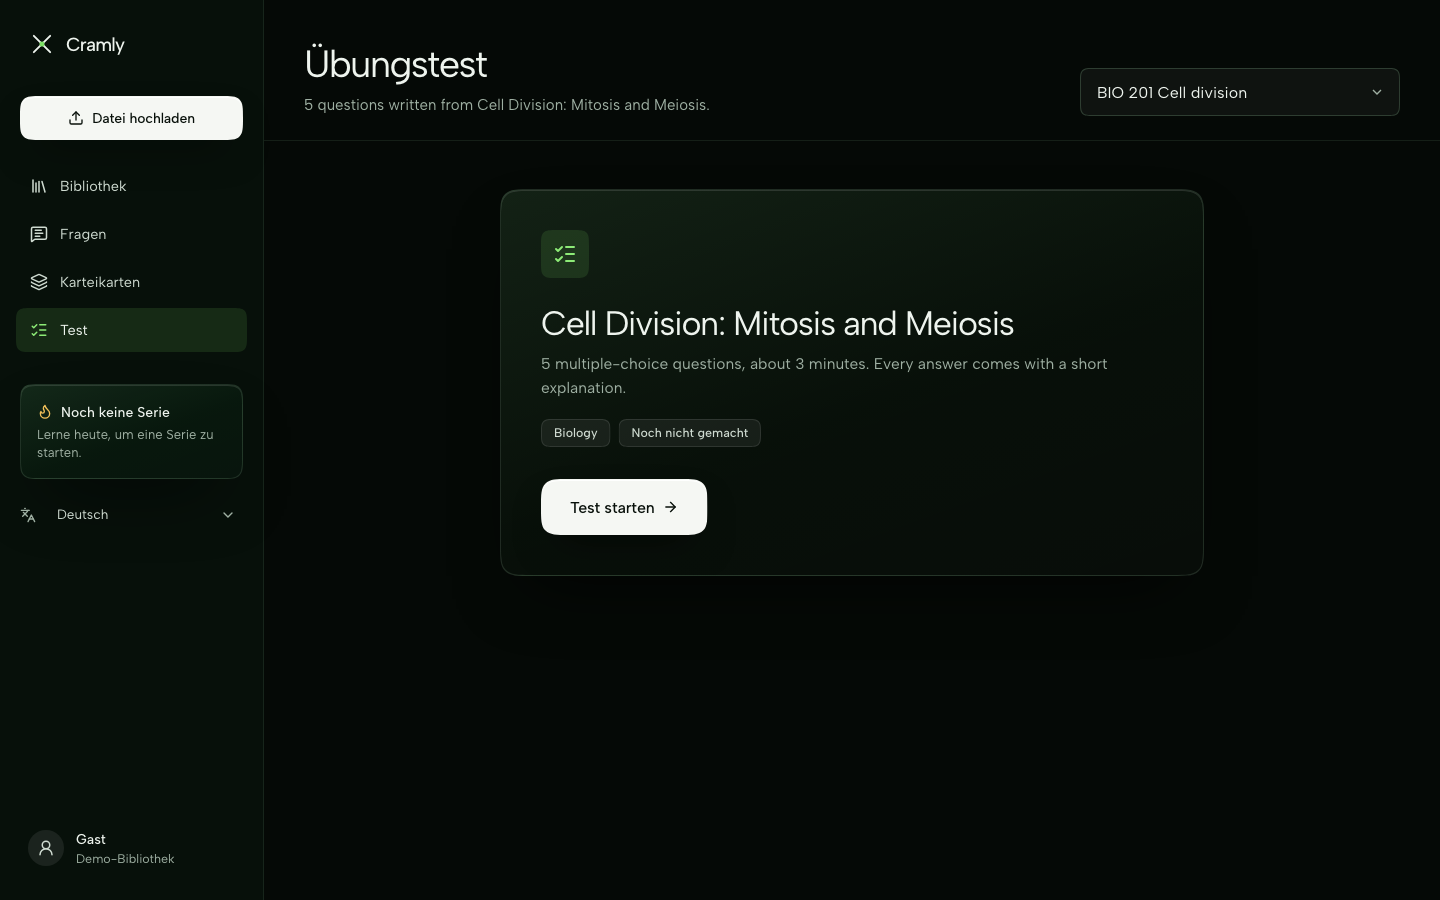 Cramly
Datei hochladen
Bibliothek
Fragen
Karteikarten
Test
Noch keine Serie
Lerne heute, um eine Serie zu
starten.
Deutsch
Gast
Demo-Bibliothek
Übungstest
5 questions written from Cell Division: Mitosis and Meiosis.
BIO 201 Cell division
Cell Division: Mitosis and Meiosis
5 multiple-choice questions, about 3 minutes. Every answer comes with a short
explanation.
Biology
Noch nicht gemacht
Test starten